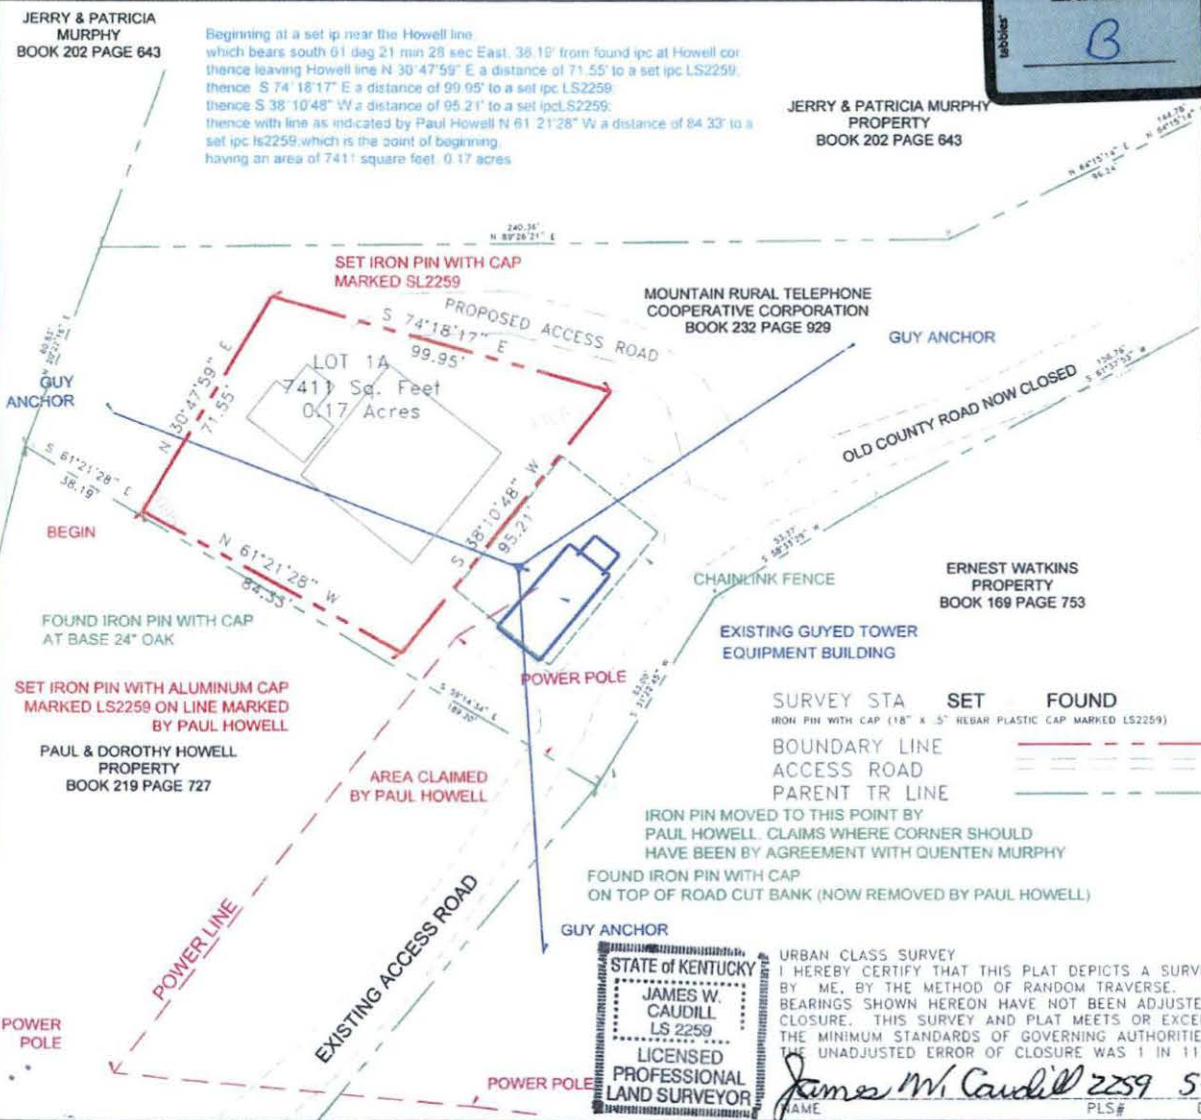 JERRY & PATRICIA
MURPHY
BOOK 202 PAGE 643
Beginning at a set ip near the Howell line
which bears south 61 deg 21 min 28 sec East, 38.19' from found ipc at Howell cor
thence leaving Howell line N 30°47'59" E a distance of 71.55' to a set ipc LS2259,
thence S 74°18'17" E a distance of 99.95' to a set ipc LS2259
thence S 38°10'48" W a distance of 95.21' to a set ipcLS2259;
thence with line as indicated by Paul Howell N 61 21'28" W a distance of 84.33' to a
set ipc ls2259,which is the point of beginning,
having an area of 7411 square feet, 0.17 acres
tabbies'
B
JERRY & PATRICIA MURPHY
PROPERTY
BOOK 202 PAGE 643
144.78'
N 64°15'14" E
N 64°15'14" E
96.24'
240.36'
N 89°26'21" E
SET IRON PIN WITH CAP
MARKED SL2259
PROPOSED ACCESS ROAD
MOUNTAIN RURAL TELEPHONE
COOPERATIVE CORPORATION
BOOK 232 PAGE 929
GUY ANCHOR
S 74°18'17" E
99.95'
LOT 1A
7411 Sq. Feet
0.17 Acres
GUY
ANCHOR
N 30°47'59" E
71.55'
OLD COUNTY ROAD NOW CLOSED
S 61°21'28" E
38.19'
BEGIN
S 38°10'48" W
95.21'
N 61°21'28" W
84.33'
CHAINLINK FENCE
ERNEST WATKINS
PROPERTY
BOOK 169 PAGE 753
FOUND IRON PIN WITH CAP
AT BASE 24" OAK
EXISTING GUYED TOWER
EQUIPMENT BUILDING
POWER POLE
SET IRON PIN WITH ALUMINUM CAP
MARKED LS2259 ON LINE MARKED
BY PAUL HOWELL
S 59°14'34" E
189.20'
SURVEY STA SET FOUND
IRON PIN WITH CAP (18" X .5" REBAR PLASTIC CAP MARKED LS2259)
PAUL & DOROTHY HOWELL
PROPERTY
BOOK 219 PAGE 727
BOUNDARY LINE
ACCESS ROAD
PARENT TR LINE
AREA CLAIMED
BY PAUL HOWELL
IRON PIN MOVED TO THIS POINT BY
PAUL HOWELL. CLAIMS WHERE CORNER SHOULD
HAVE BEEN BY AGREEMENT WITH QUENTEN MURPHY
FOUND IRON PIN WITH CAP
ON TOP OF ROAD CUT BANK (NOW REMOVED BY PAUL HOWELL)
POWER LINE
EXISTING ACCESS ROAD
GUY ANCHOR
STATE of KENTUCKY
JAMES W.
CAUDILL
LS 2259
LICENSED
PROFESSIONAL
LAND SURVEYOR
URBAN CLASS SURVEY
I HEREBY CERTIFY THAT THIS PLAT DEPICTS A SURV
BY ME, BY THE METHOD OF RANDOM TRAVERSE.
BEARINGS SHOWN HEREON HAVE NOT BEEN ADJUSTE
CLOSURE. THIS SURVEY AND PLAT MEETS OR EXCE
THE MINIMUM STANDARDS OF GOVERNING AUTHORITIE
THE UNADJUSTED ERROR OF CLOSURE WAS 1 IN 11
James W. Caudill 2259 S
NAME PLS#
POWER
POLE
POWER POLE